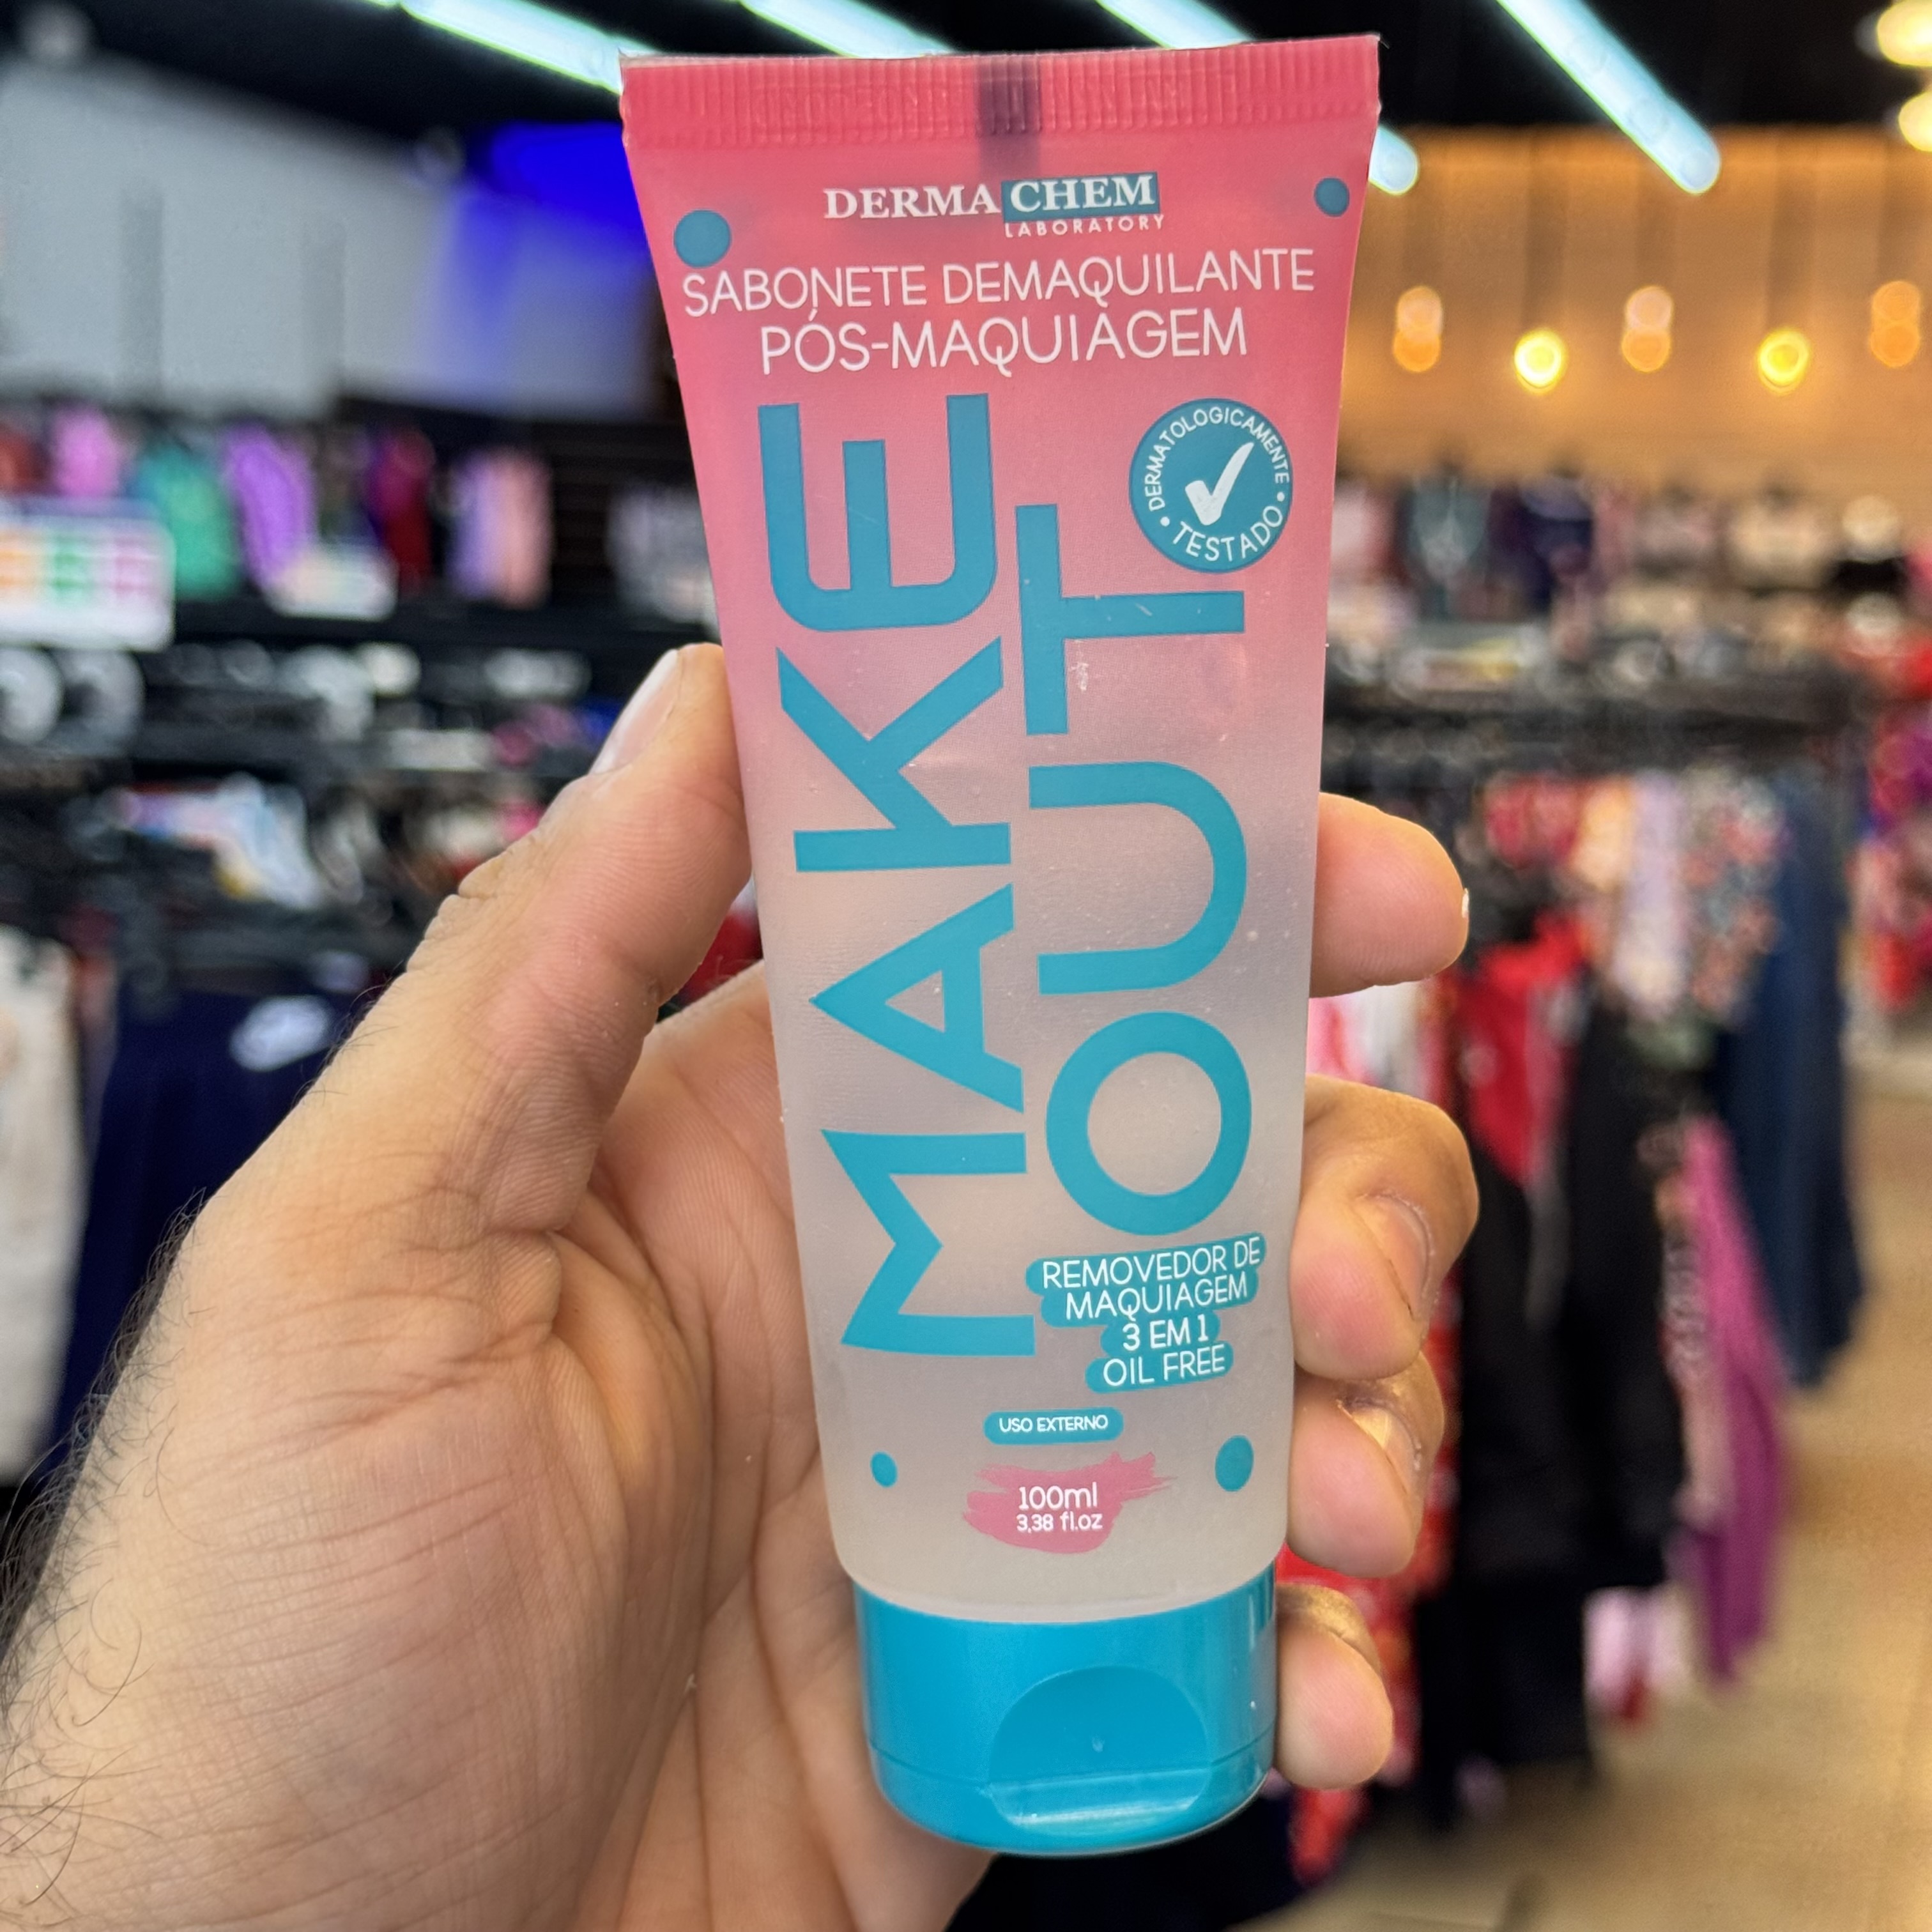 DERMA CHEM
LABORATORY
SABONETE DEMAQUILANTE
PÓS-MAQUIAGEM
DERMATOLOGICAMENTE
TESTADO
MAKE
OUT
REMOVEDOR DE
MAQUIAGEM
3 EM 1
OIL FREE
USO EXTERNO
100ml
3,38 fl.oz